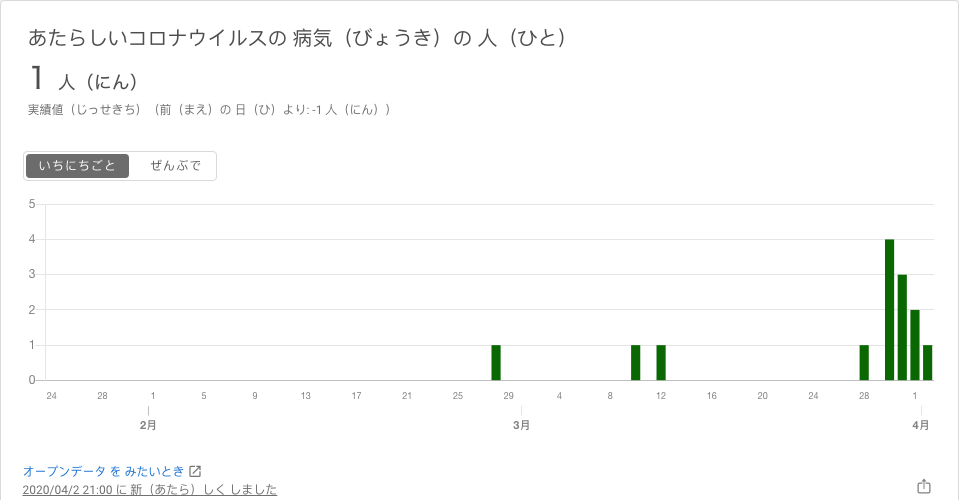 あたらしいコロナウイルスの 病気（びょうき）の 人（ひと）
1 人（にん）
実績値（じっせきち）（前（まえ）の 日（ひ）より: -1 人（にん））
いちにちごと ぜんぶで
5
4
3
2
1
0
24 28 1 5 9 13 17 21 25 29 4 8 12 16 20 24 28 1
2月 3月 4月
オープンデータ を みたいとき
2020/04/2 21:00 に 新（あたら）しく しました